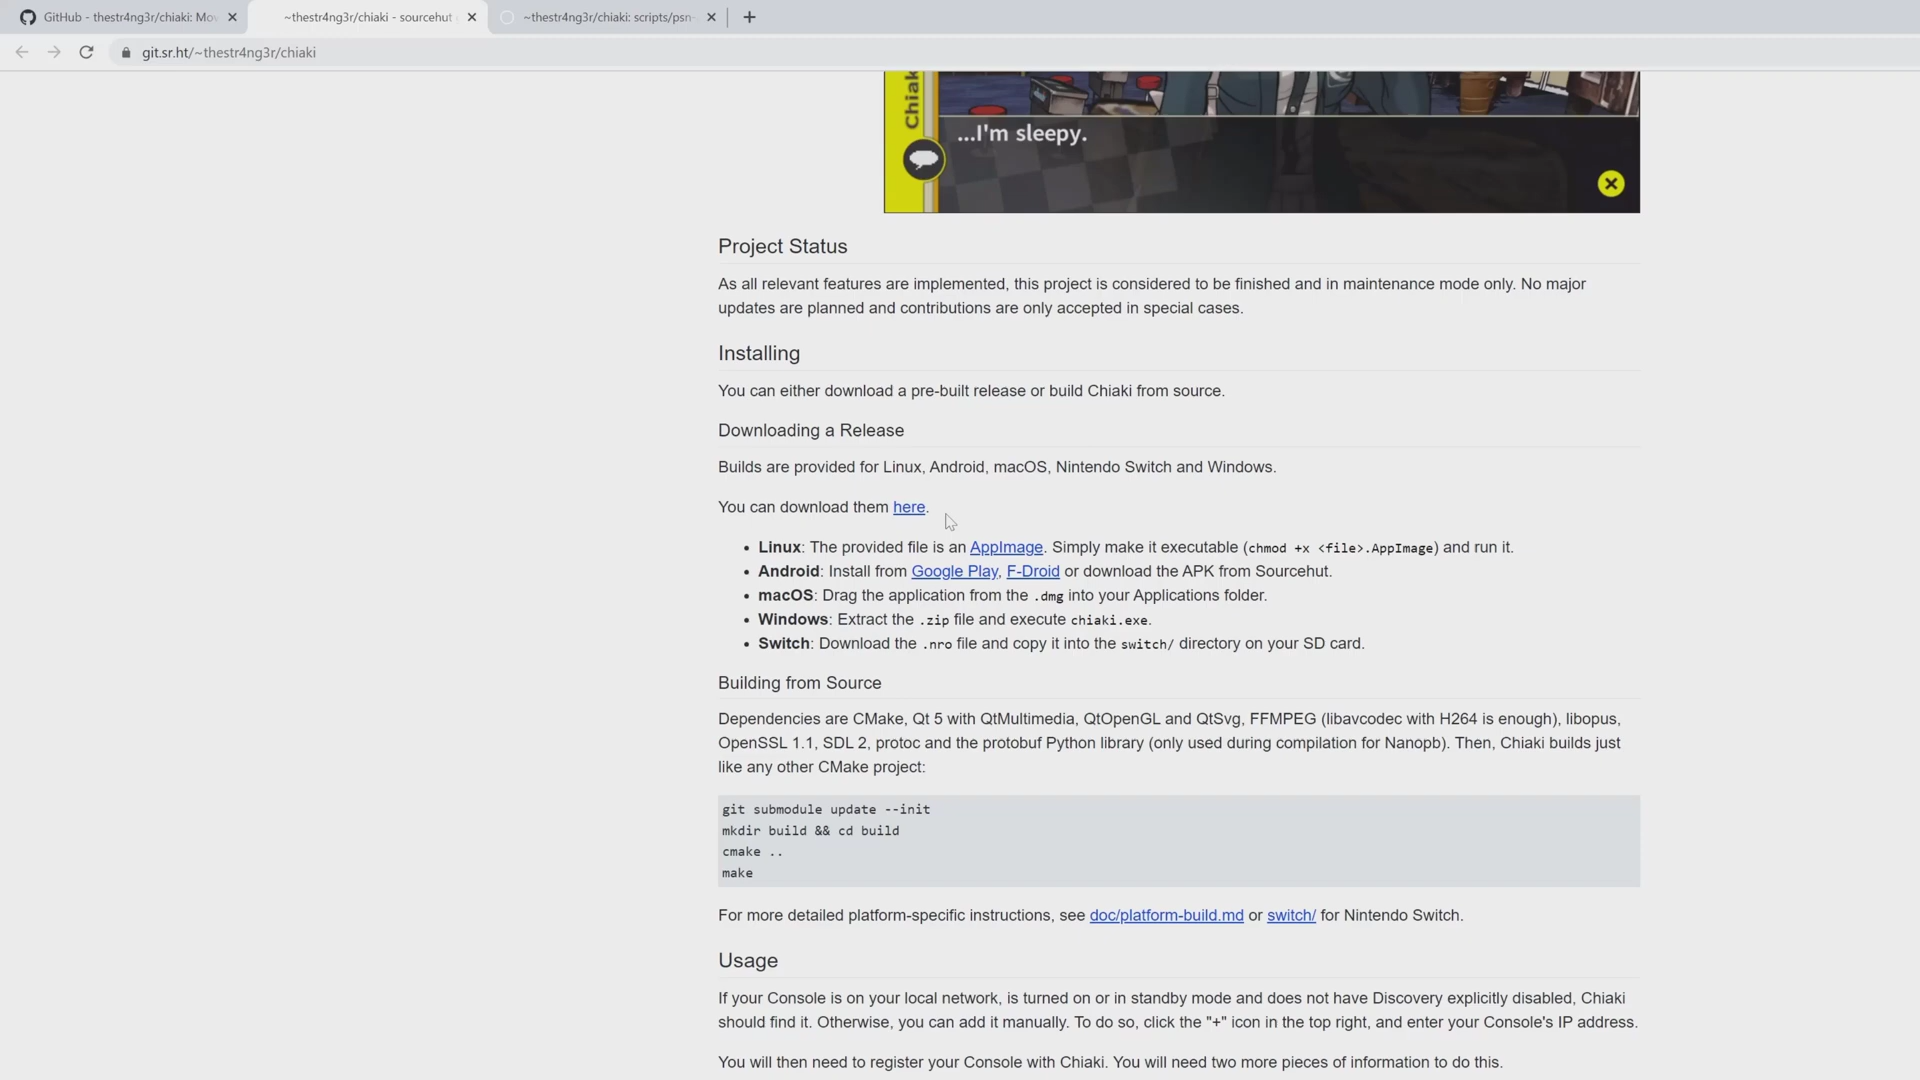 GitHub - thestr4ng3r/chiaki: Mov
~thestr4ng3r/chiaki - sourcehut
~thestr4ng3r/chiaki: scripts/psn-
git.sr.ht/~thestr4ng3r/chiaki
Chiak
...I'm sleepy.
Project Status
As all relevant features are implemented, this project is considered to be finished and in maintenance mode only. No major
updates are planned and contributions are only accepted in special cases.
Installing
You can either download a pre-built release or build Chiaki from source.
Downloading a Release
Builds are provided for Linux, Android, macOS, Nintendo Switch and Windows.
You can download them here.
• Linux: The provided file is an AppImage. Simply make it executable (chmod +x <file>.AppImage) and run it.
• Android: Install from Google Play, F-Droid or download the APK from Sourcehut.
• macOS: Drag the application from the .dmg into your Applications folder.
• Windows: Extract the .zip file and execute chiaki.exe.
• Switch: Download the .nro file and copy it into the switch/ directory on your SD card.
Building from Source
Dependencies are CMake, Qt 5 with QtMultimedia, QtOpenGL and QtSvg, FFMPEG (libavcodec with H264 is enough), libopus,
OpenSSL 1.1, SDL 2, protoc and the protobuf Python library (only used during compilation for Nanopb). Then, Chiaki builds just
like any other CMake project:
git submodule update --init
mkdir build && cd build
cmake ..
make
For more detailed platform-specific instructions, see doc/platform-build.md or switch/ for Nintendo Switch.
Usage
If your Console is on your local network, is turned on or in standby mode and does not have Discovery explicitly disabled, Chiaki
should find it. Otherwise, you can add it manually. To do so, click the "+" icon in the top right, and enter your Console's IP address.
You will then need to register your Console with Chiaki. You will need two more pieces of information to do this.